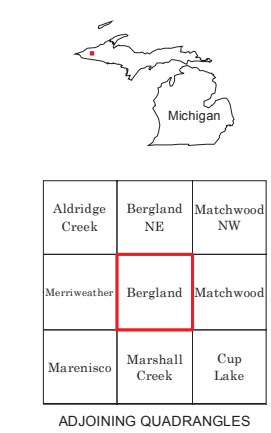 Michigan
Aldridge
Creek
Bergland
NE
Matchwood
NW
Merriweather
Bergland
Matchwood
Marenisco
Marshall
Creek
Cup
Lake
ADJOINING QUADRANGLES